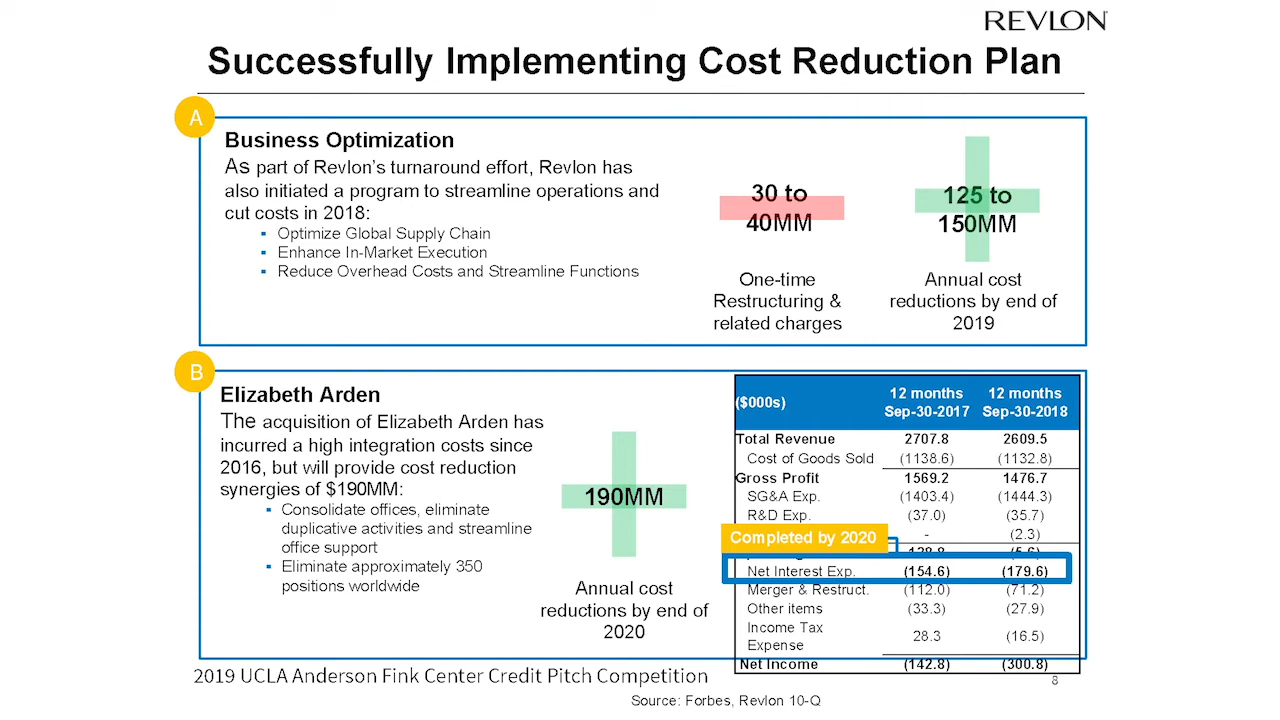 REVLON
Successfully Implementing Cost Reduction Plan
A
Business Optimization
As part of Revlon's turnaround effort, Revlon has
also initiated a program to streamline operations and
cut costs in 2018:
▪ Optimize Global Supply Chain
▪ Enhance In-Market Execution
▪ Reduce Overhead Costs and Streamline Functions
30 to
40MM
One-time
Restructuring &
related charges
125 to
150MM
Annual cost
reductions by end of
2019
B
Elizabeth Arden
The acquisition of Elizabeth Arden has
incurred a high integration costs since
2016, but will provide cost reduction
synergies of $190MM:
▪ Consolidate offices, eliminate
duplicative activities and streamline
office support
▪ Eliminate approximately 350
positions worldwide
190MM
Annual cost
reductions by end of
2020
($000s) 12 months Sep-30-2017 12 months Sep-30-2018
Total Revenue 2707.8 2609.5
Cost of Goods Sold (1138.6) (1132.8)
Gross Profit 1569.2 1476.7
SG&A Exp. (1403.4) (1444.3)
R&D Exp. (37.0) (35.7)
Completed by 2020 - (2.3)
128.8 (5.6)
Net Interest Exp. (154.6) (179.6)
Merger & Restruct. (112.0) (71.2)
Other items (33.3) (27.9)
Income Tax
Expense 28.3 (16.5)
Net Income (142.8) (300.8)
2019 UCLA Anderson Fink Center Credit Pitch Competition
8
Source: Forbes, Revlon 10-Q